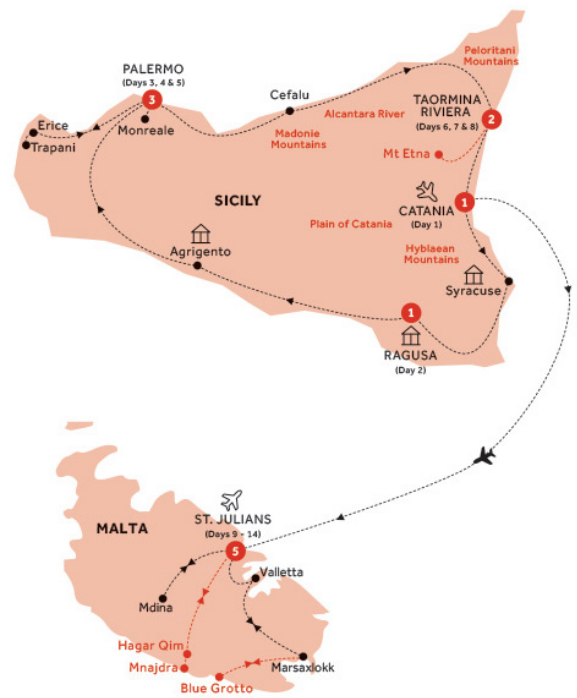 Peloritani
Mountains
PALERMO
(Days 3, 4 & 5)
3
Cefalu
Alcantara River
TAORMINA
RIVIERA
(Days 6, 7 & 8)
2
Erice
Trapani
Monreale
Madonie
Mountains
Mt Etna
SICILY
CATANIA
(Day 1)
1
Plain of Catania
Hyblaean
Mountains
Agrigento
Syracuse
1
RAGUSA
(Day 2)
MALTA
ST. JULIANS
(Days 9 - 14)
5
Valletta
Mdina
Hagar Qim
Mnajdra
Marsaxlokk
Blue Grotto